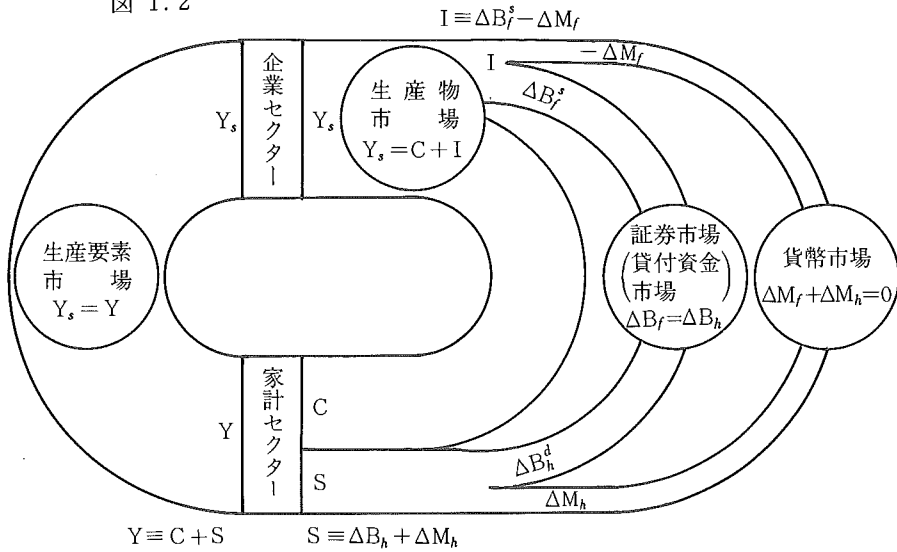 図 1.2
I≡ΔB_f^s−ΔM_f
企業セクター
Y_s
Y_s
生産物
市場
Y_s=C+I
I
−ΔM_f
ΔB_f^s
生産要素
市場
Y_s=Y
証券市場
(貸付資金)
市場
ΔB_f=ΔB_h
貨幣市場
ΔM_f+ΔM_h=0
家計セクター
Y
C
S
ΔB_h^d
ΔM_h
Y≡C+S
S≡ΔB_h+ΔM_h